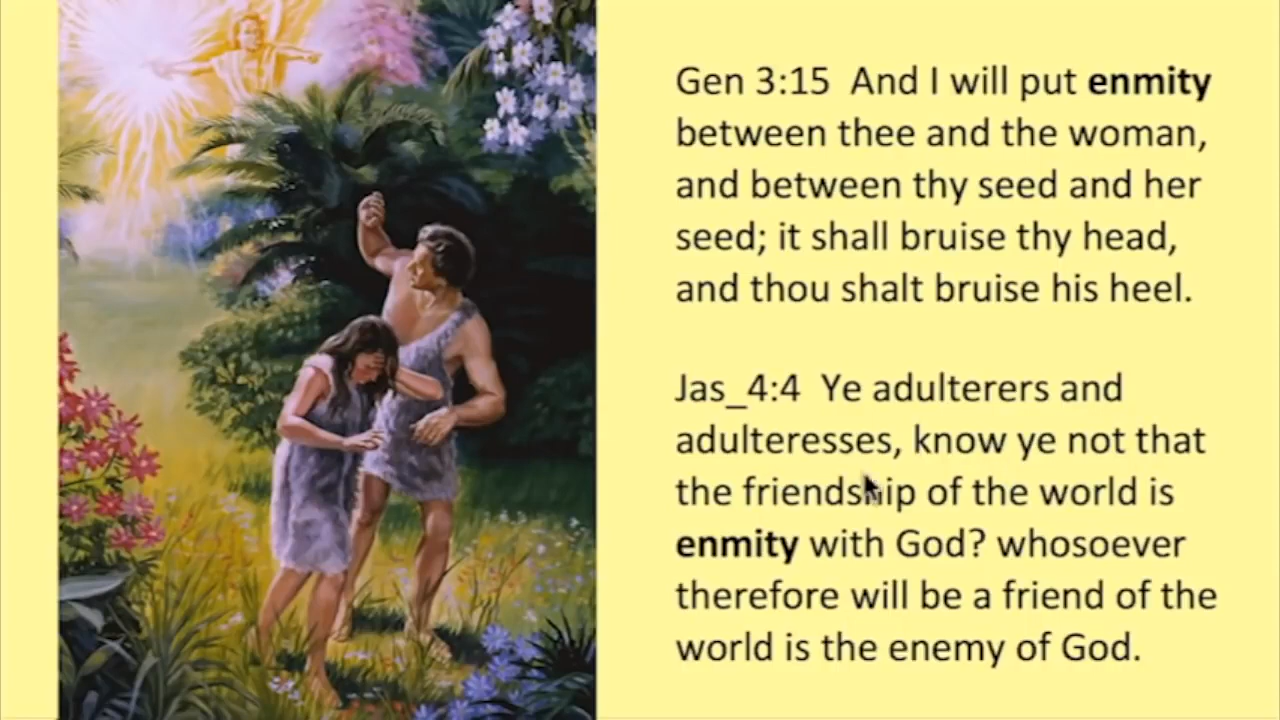 Gen 3:15  And I will put enmity
between thee and the woman,
and between thy seed and her
seed; it shall bruise thy head,
and thou shalt bruise his heel.
Jas_4:4  Ye adulterers and
adulteresses, know ye not that
the friendship of the world is
enmity with God? whosoever
therefore will be a friend of the
world is the enemy of God.